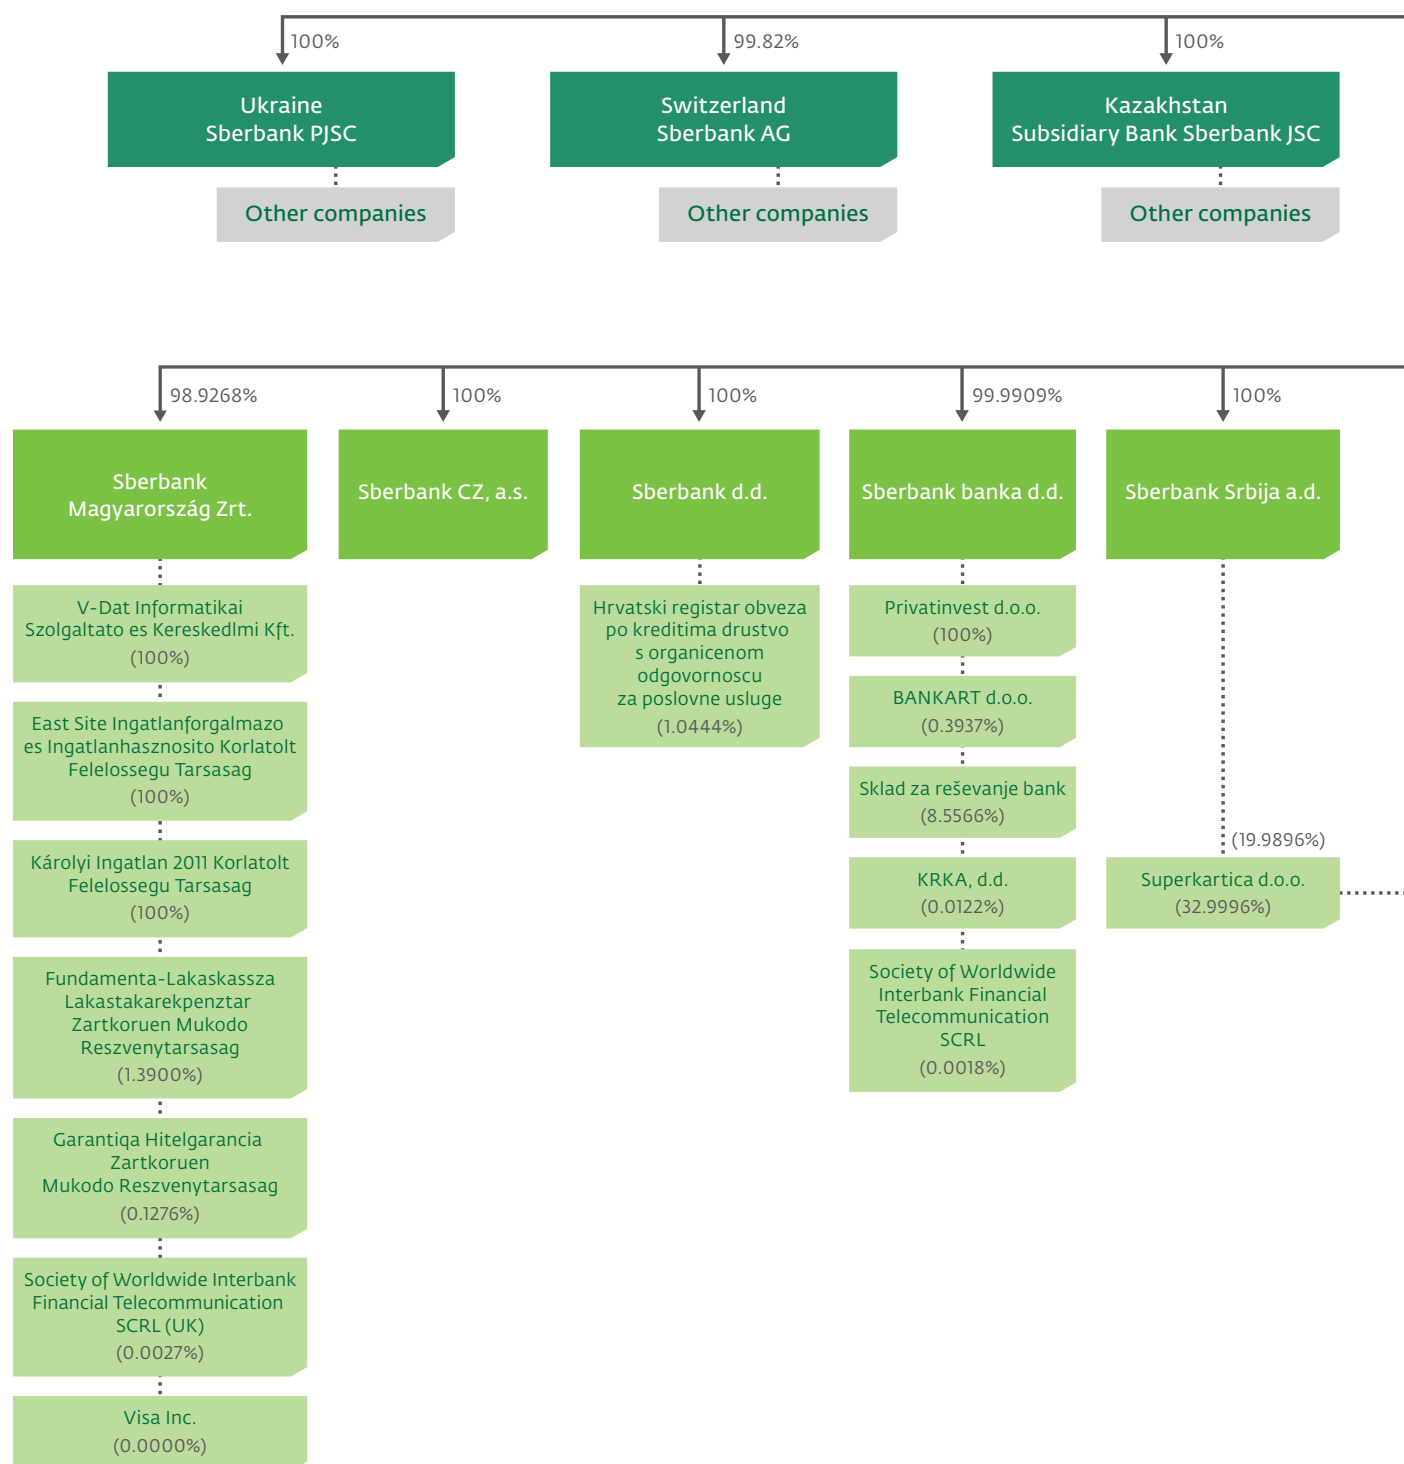 100%
99.82%
100%
Ukraine
Sberbank PJSC
Switzerland
Sberbank AG
Kazakhstan
Subsidiary Bank Sberbank JSC
Other companies
Other companies
Other companies
98.9268%
100%
100%
99.9909%
100%
Sberbank
Magyarország Zrt.
Sberbank CZ, a.s.
Sberbank d.d.
Sberbank banka d.d.
Sberbank Srbija a.d.
V-Dat Informatikai
Szolgaltato es Kereskedlmi Kft.
(100%)
East Site Ingatlanforgalmazo
es Ingatlanhasznosito Korlatolt
Felelossegu Tarsasag
(100%)
Károlyi Ingatlan 2011 Korlatolt
Felelossegu Tarsasag
(100%)
Fundamenta-Lakaskassza
Lakastakarekpenztar
Zartkoruen Mukodo
Reszvenytarsasag
(1.3900%)
Garantiqa Hitelgarancia
Zartkoruen
Mukodo Reszvenytarsasag
(0.1276%)
Society of Worldwide Interbank
Financial Telecommunication
SCRL (UK)
(0.0027%)
Visa Inc.
(0.0000%)
Hrvatski registar obveza
po kreditima drustvo
s organicenom
odgovornoscu
za poslovne usluge
(1.0444%)
Privatinvest d.o.o.
(100%)
BANKART d.o.o.
(0.3937%)
Sklad za reševanje bank
(8.5566%)
KRKA, d.d.
(0.0122%)
Society of Worldwide
Interbank Financial
Telecommunication
SCRL
(0.0018%)
(19.9896%)
Superkartica d.o.o.
(32.9996%)